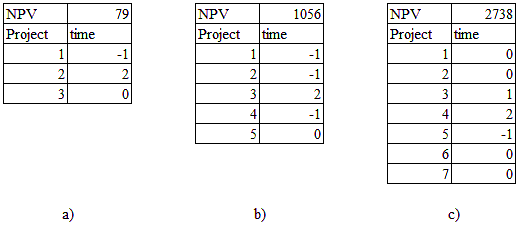 NPV 79
Project time
1 -1
2 2
3 0
a)
NPV 1056
Project time
1 -1
2 -1
3 2
4 -1
5 0
b)
NPV 2738
Project time
1 0
2 0
3 1
4 2
5 -1
6 0
7 0
c)